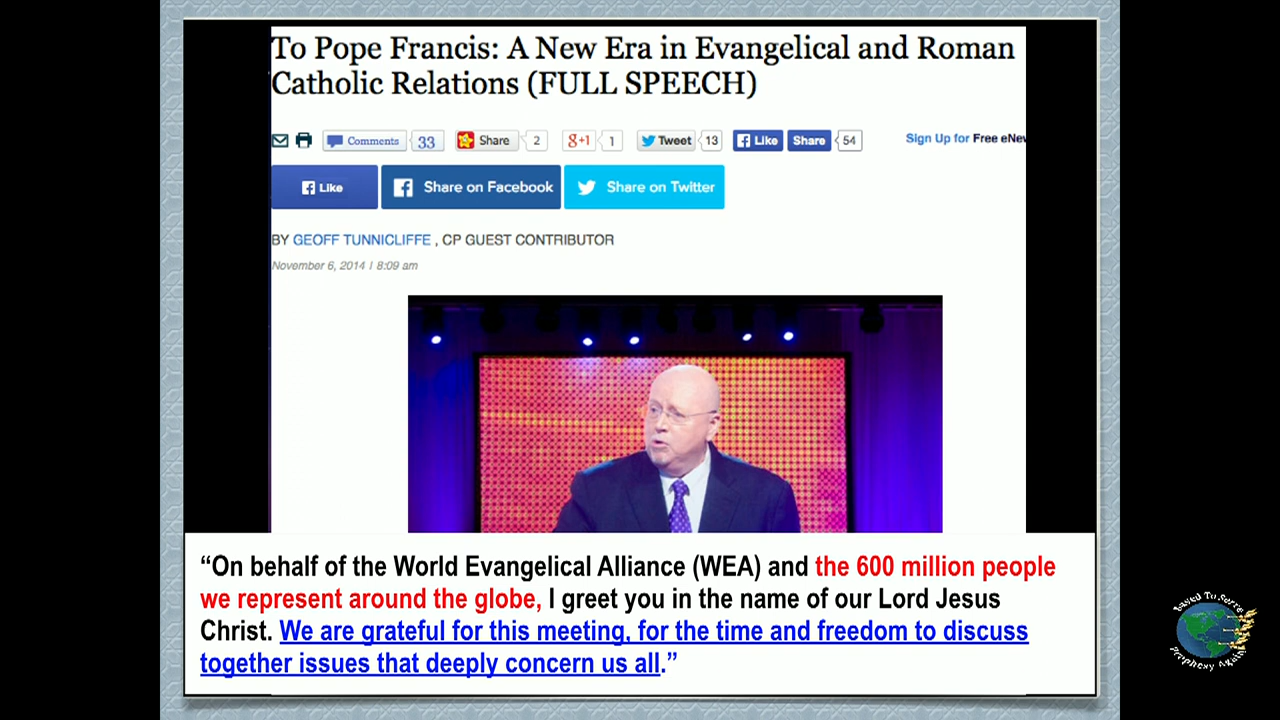 To Pope Francis: A New Era in Evangelical and Roman
Catholic Relations (FULL SPEECH)
Comments 33 Share 2 g+1 1 Tweet 13 Like Share 54 Sign Up for Free eNew
Like Share on Facebook Share on Twitter
BY GEOFF TUNNICLIFFE , CP GUEST CONTRIBUTOR
November 6, 2014 | 8:09 am
“On behalf of the World Evangelical Alliance (WEA) and the 600 million people
we represent around the globe, I greet you in the name of our Lord Jesus
Christ. We are grateful for this meeting, for the time and freedom to discuss
together issues that deeply concern us all.”